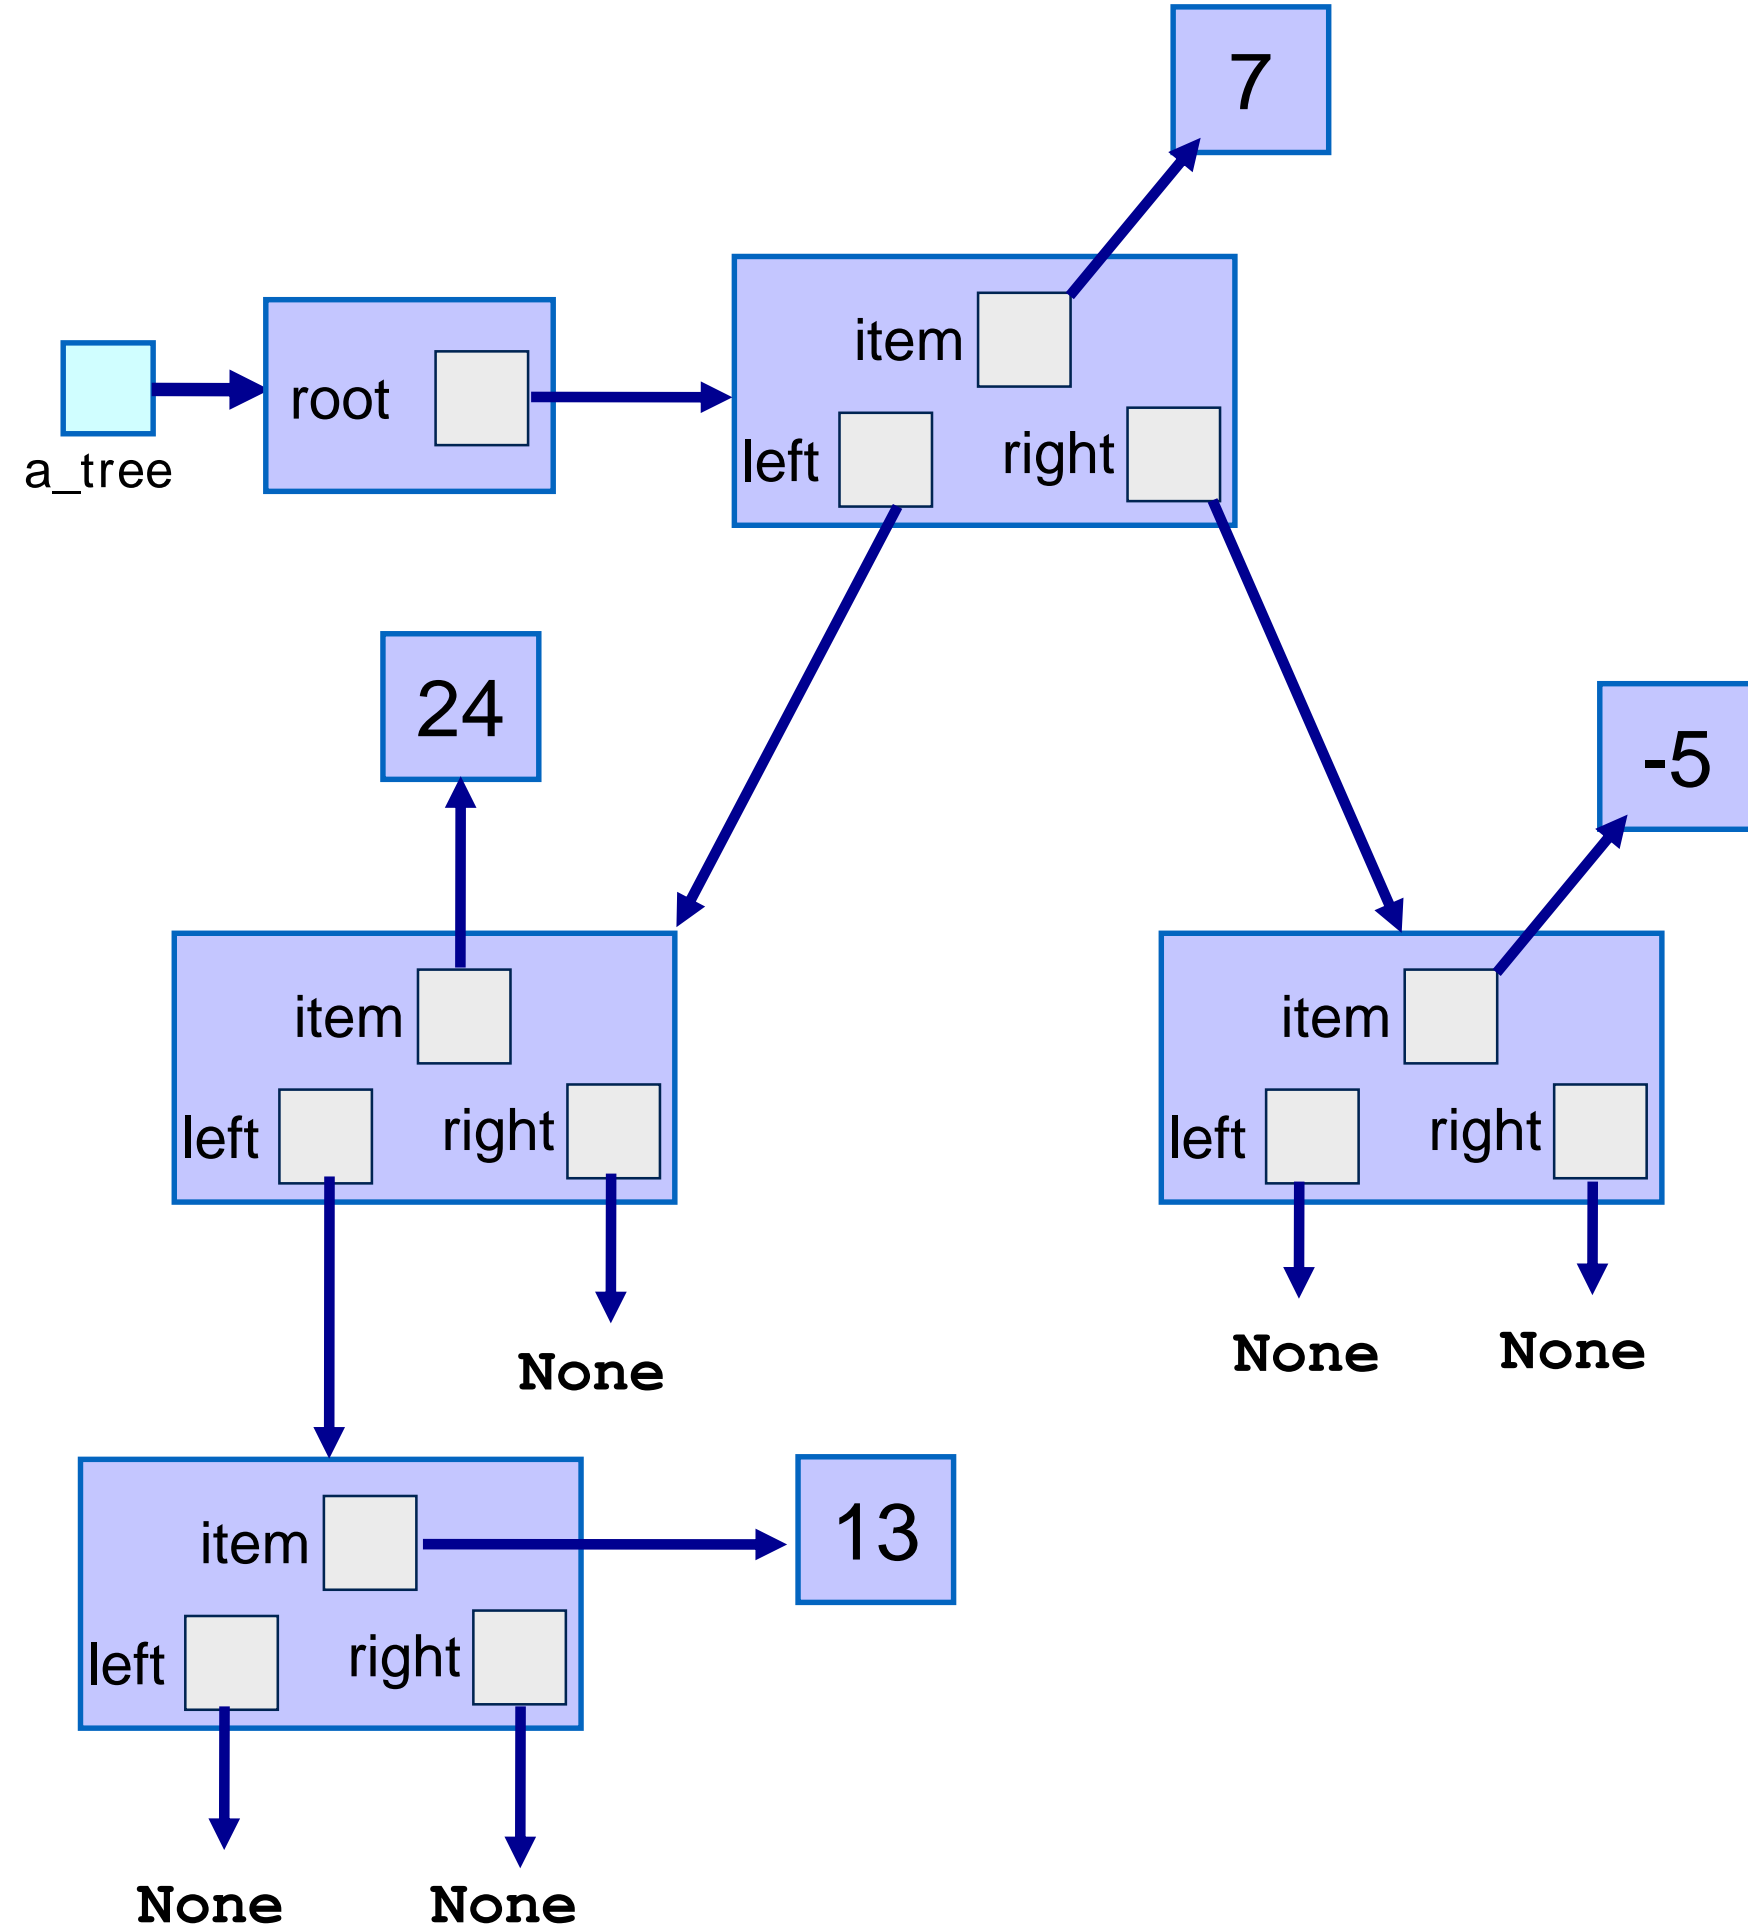 7
item
root
left
right
a_tree
24
-5
item
left
right
item
left
right
None
None
None
item
13
left
right
None
None